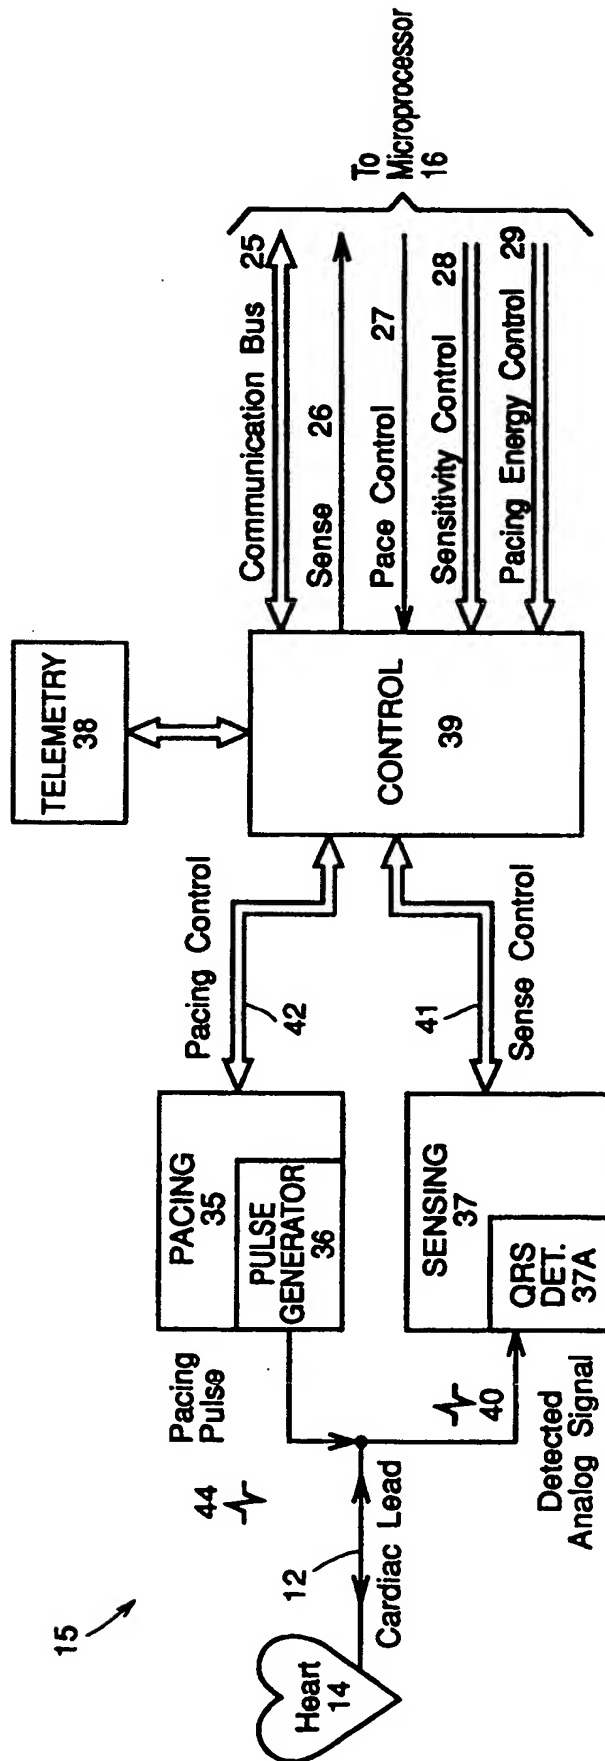 15
44
Pacing
Pulse
PACING
35
PULSE
GENERATOR
36
Pacing Control
42
TELEMETRY
38
Communication Bus 25
Sense 26
Pace Control 27
Sensitivity Control 28
Pacing Energy Control 29
To
Microprocessor
16
CONTROL
39
Heart
14
12
Cardiac Lead
40
Detected
Analog Signal
SENSING
37
QRS
DET.
37A
41
Sense Control